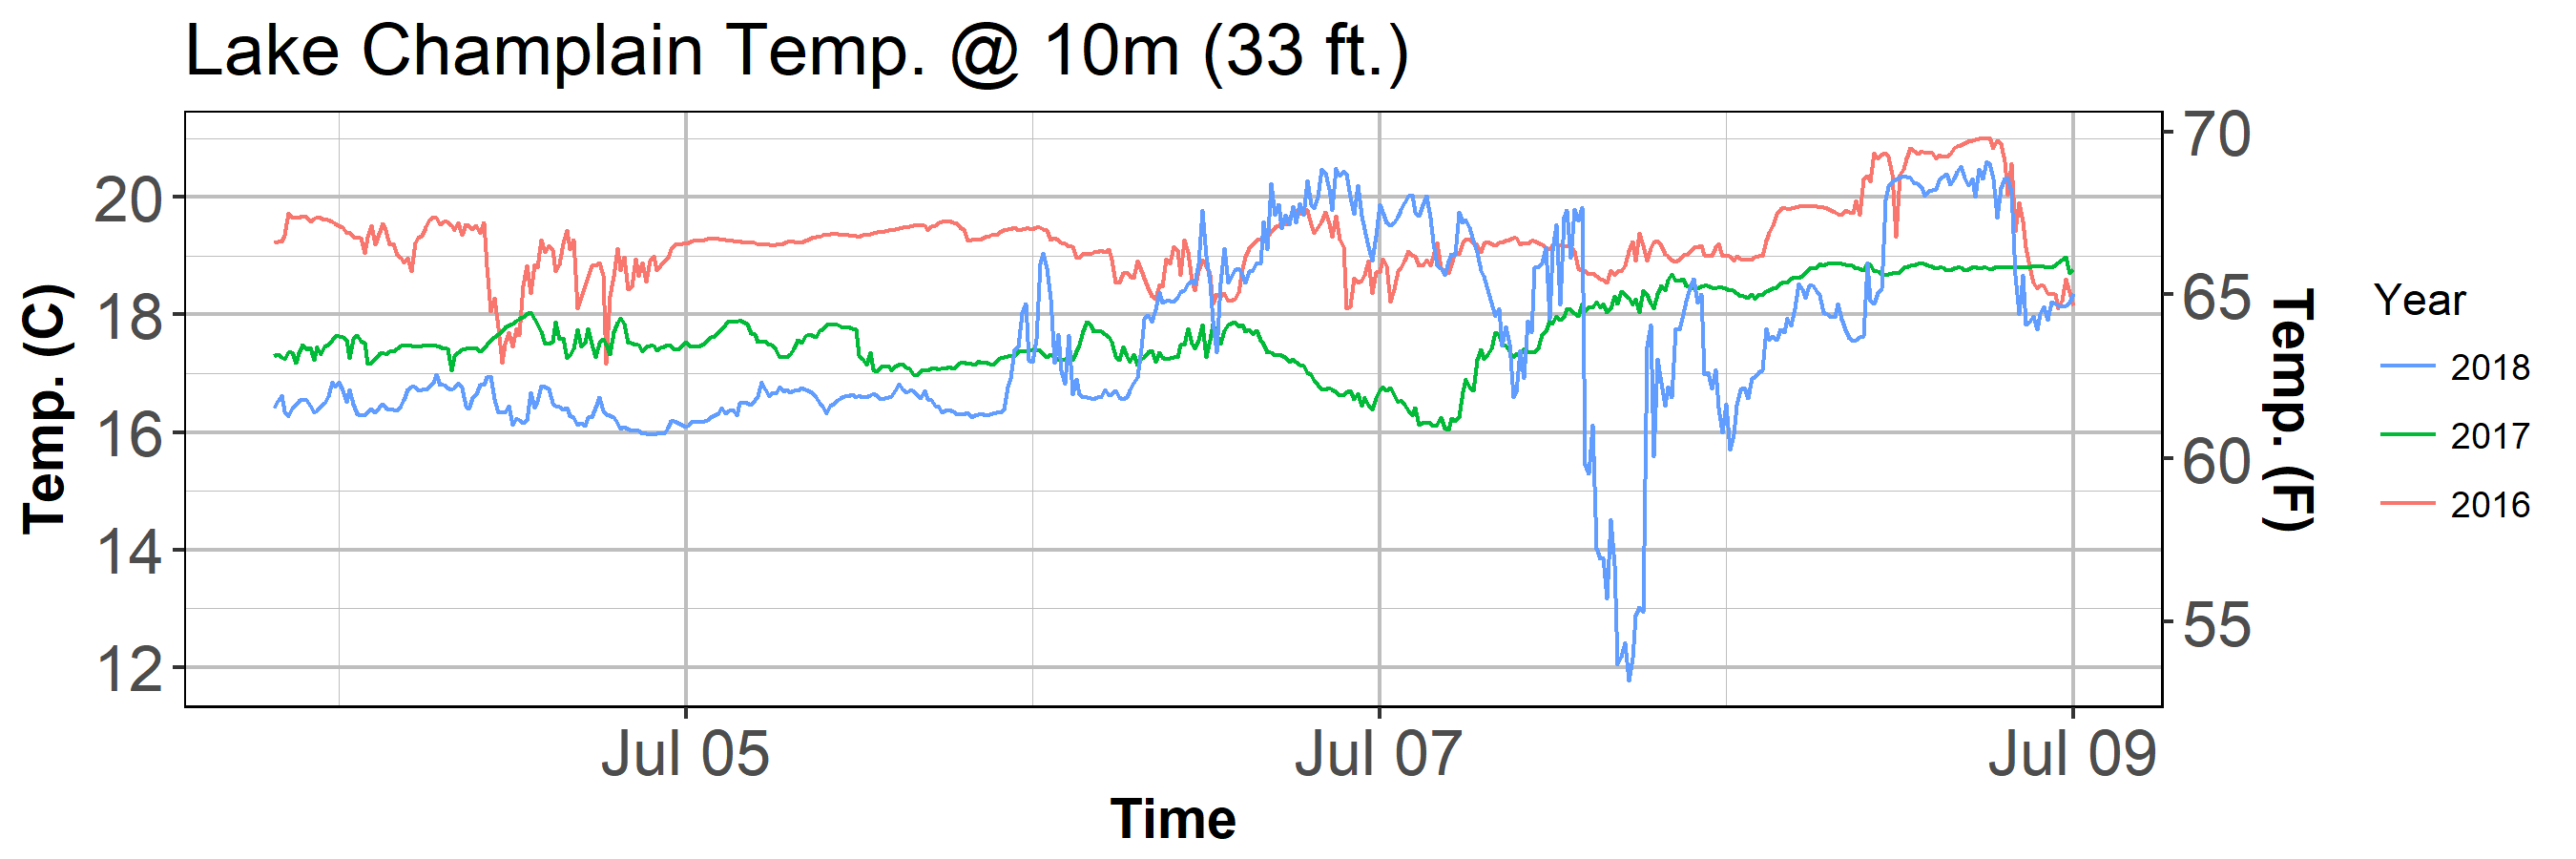 Lake Champlain Temp. @ 10m (33 ft.)
Temp. (C)
20
18
16
14
12
70
65
60
55
Temp. (F)
Jul 05
Jul 07
Jul 09
Time
Year
2018
2017
2016